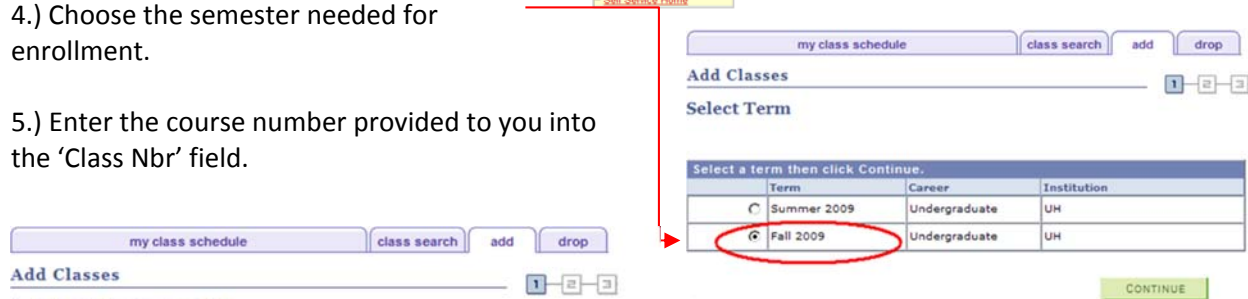 4.) Choose the semester needed for
enrollment.
5.) Enter the course number provided to you into
the ‘Class Nbr’ field.
my class schedule class search add drop
Add Classes
1 2 3
Self Service Home
my class schedule class search add drop
Add Classes
1 2 3
Select Term
Select a term then click Continue.
Term Career Institution
Summer 2009 Undergraduate UH
Fall 2009 Undergraduate UH
CONTINUE